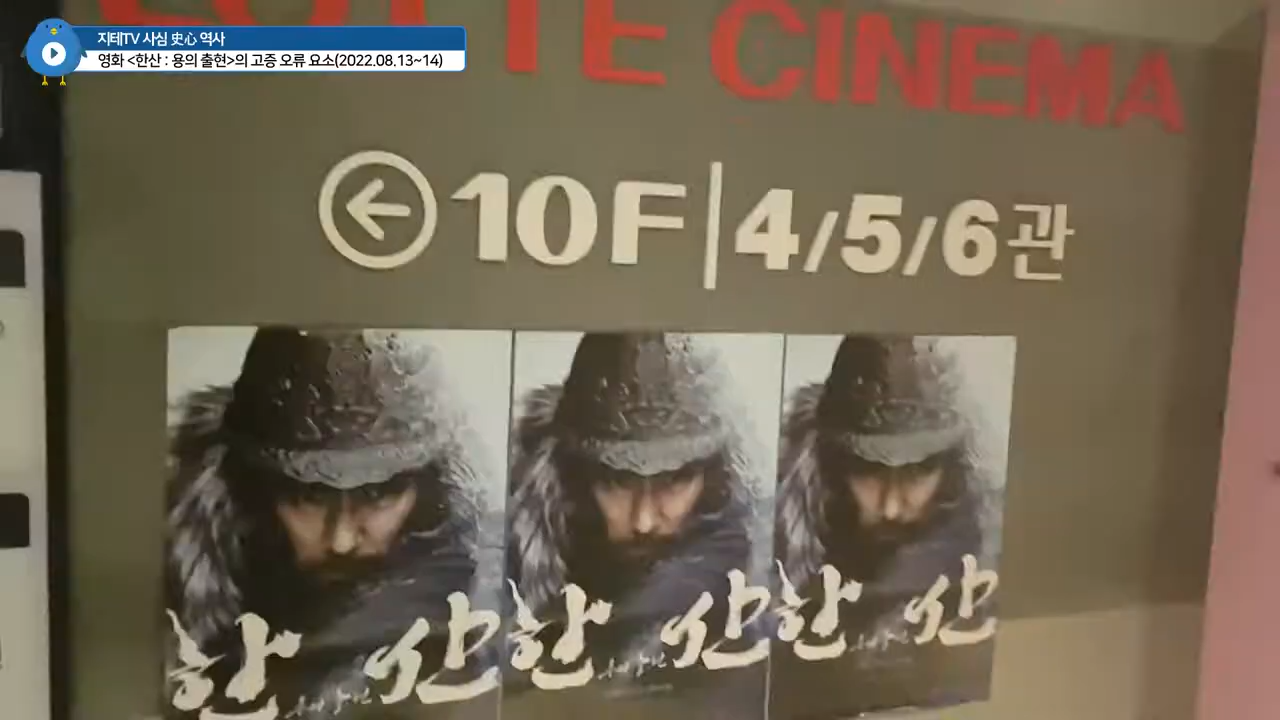 지테TV 사심 史心 역사
영화 <한산 : 용의 출현>의 고증 오류 요소(2022.08.13~14)
LOTTE CINEMA
10F | 4/5/6관
한산
한산
한산